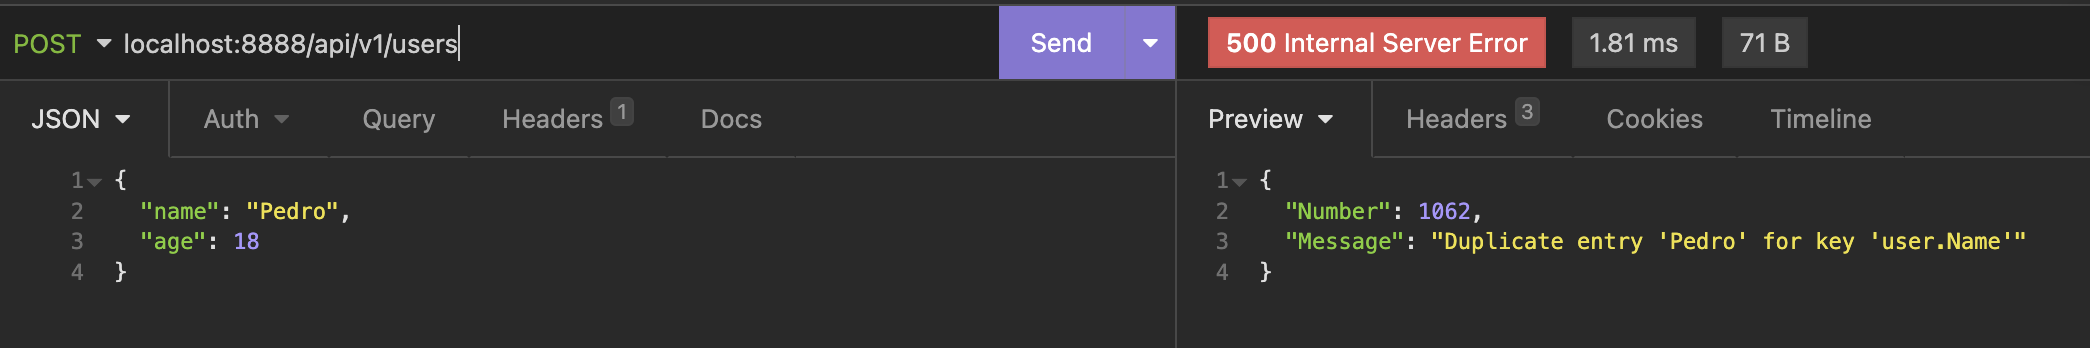 POST localhost:8888/api/v1/users Send 500 Internal Server Error 1.81 ms 71 B
JSON Auth Query Headers 1 Docs Preview Headers 3 Cookies Timeline
1 {
2 "name": "Pedro",
3 "age": 18
4 }
1 {
2 "Number": 1062,
3 "Message": "Duplicate entry 'Pedro' for key 'user.Name'"
4 }